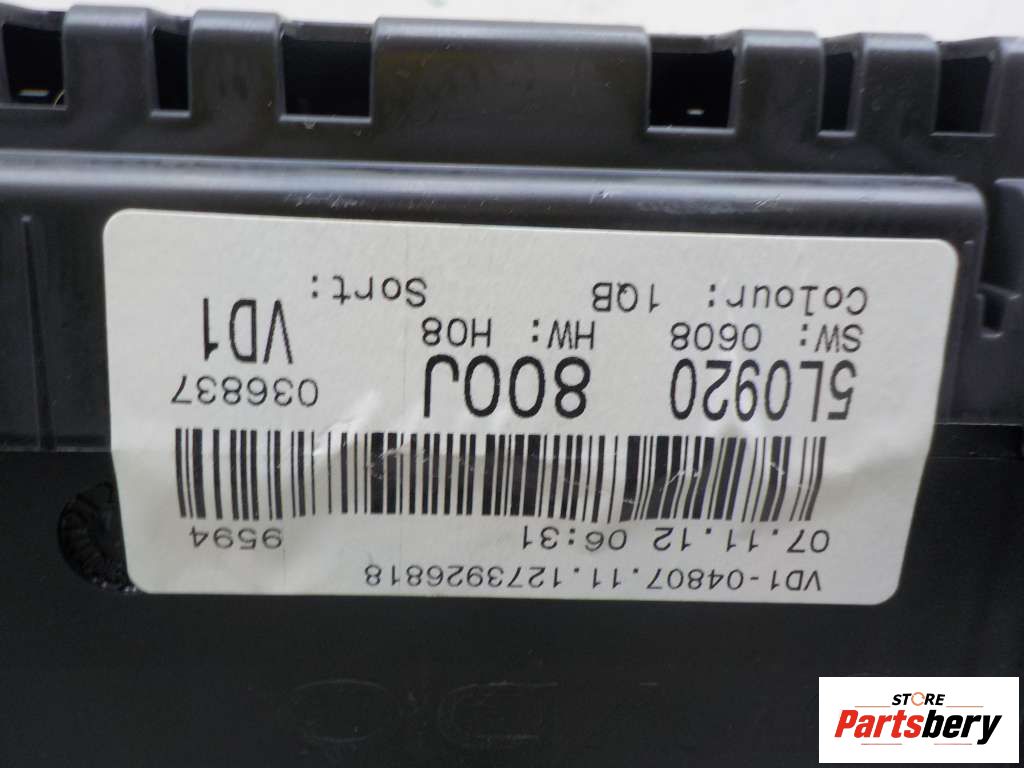 VD1-04807.11.1273926818
07.11.12 06:31 9594
5L0920 800J 036837
SW: 0608 HW: H08 VD1
Colour: 1QB Sort:
STORE
Partsbery